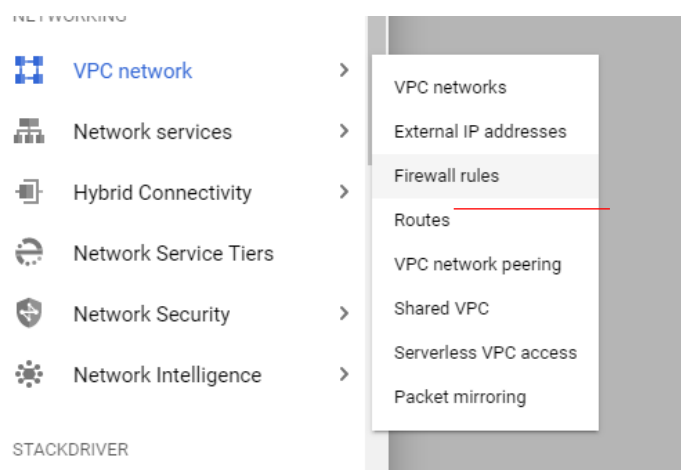 NETWORKING
VPC network
Network services
Hybrid Connectivity
Network Service Tiers
Network Security
Network Intelligence
STACKDRIVER
VPC networks
External IP addresses
Firewall rules
Routes
VPC network peering
Shared VPC
Serverless VPC access
Packet mirroring